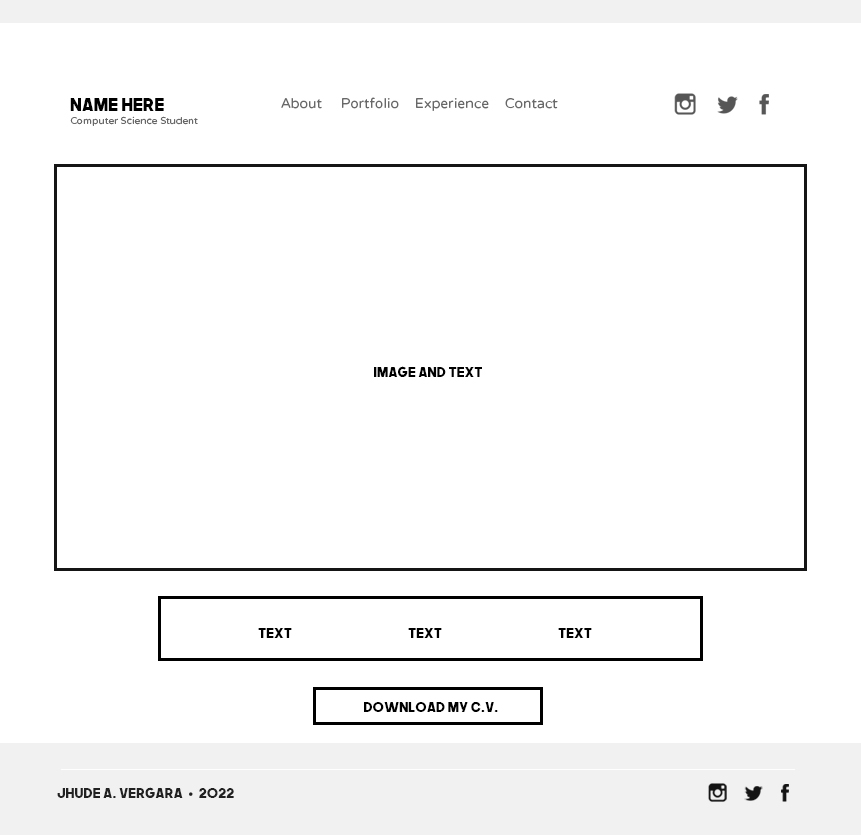 NAME HERE
Computer Science Student
About Portfolio Experience Contact
IMAGE AND TEXT
TEXT TEXT TEXT
DOWNLOAD MY C.V.
JHUDE A. VERGARA • 2022